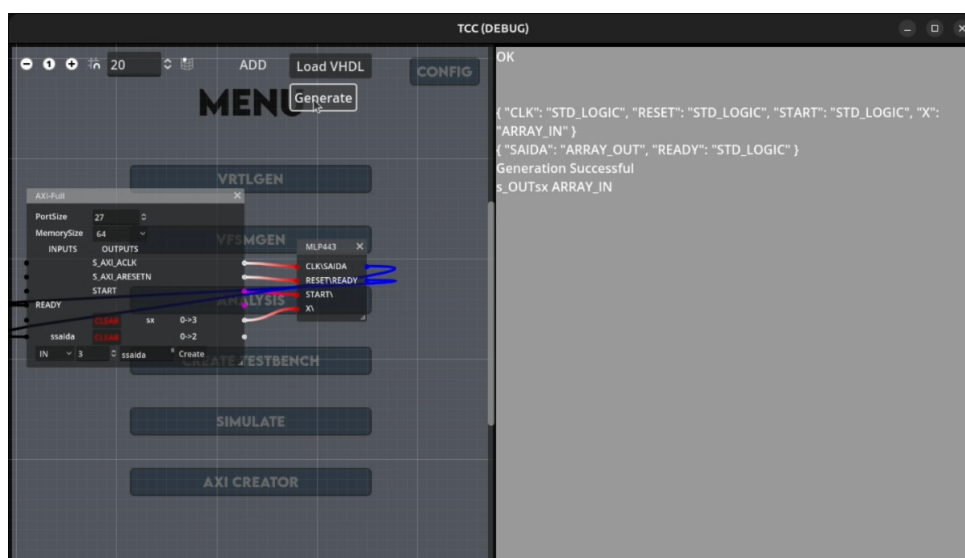 TCC (DEBUG)
20 ADD Load VHDL
CONFIG
MENU
Generate
VRTLGEN
AXI-Full
PortSize 27
MemorySize 64
INPUTS OUTPUTS
S_AXI_ACLK
S_AXI_ARESETN
START
READY
CLEAR sx 0->3
ssaida CLEAR 0->2
IN 3 ssaida Create
VFSMGEN
MLP443
CLK\SAIDA
RESET\READY
START\
X\
ANALYSIS
CREATE TESTBENCH
SIMULATE
AXI CREATOR
OK
{ "CLK": "STD_LOGIC", "RESET": "STD_LOGIC", "START": "STD_LOGIC", "X":
"ARRAY_IN" }
{ "SAIDA": "ARRAY_OUT", "READY": "STD_LOGIC" }
Generation Successful
s_OUTsx ARRAY_IN